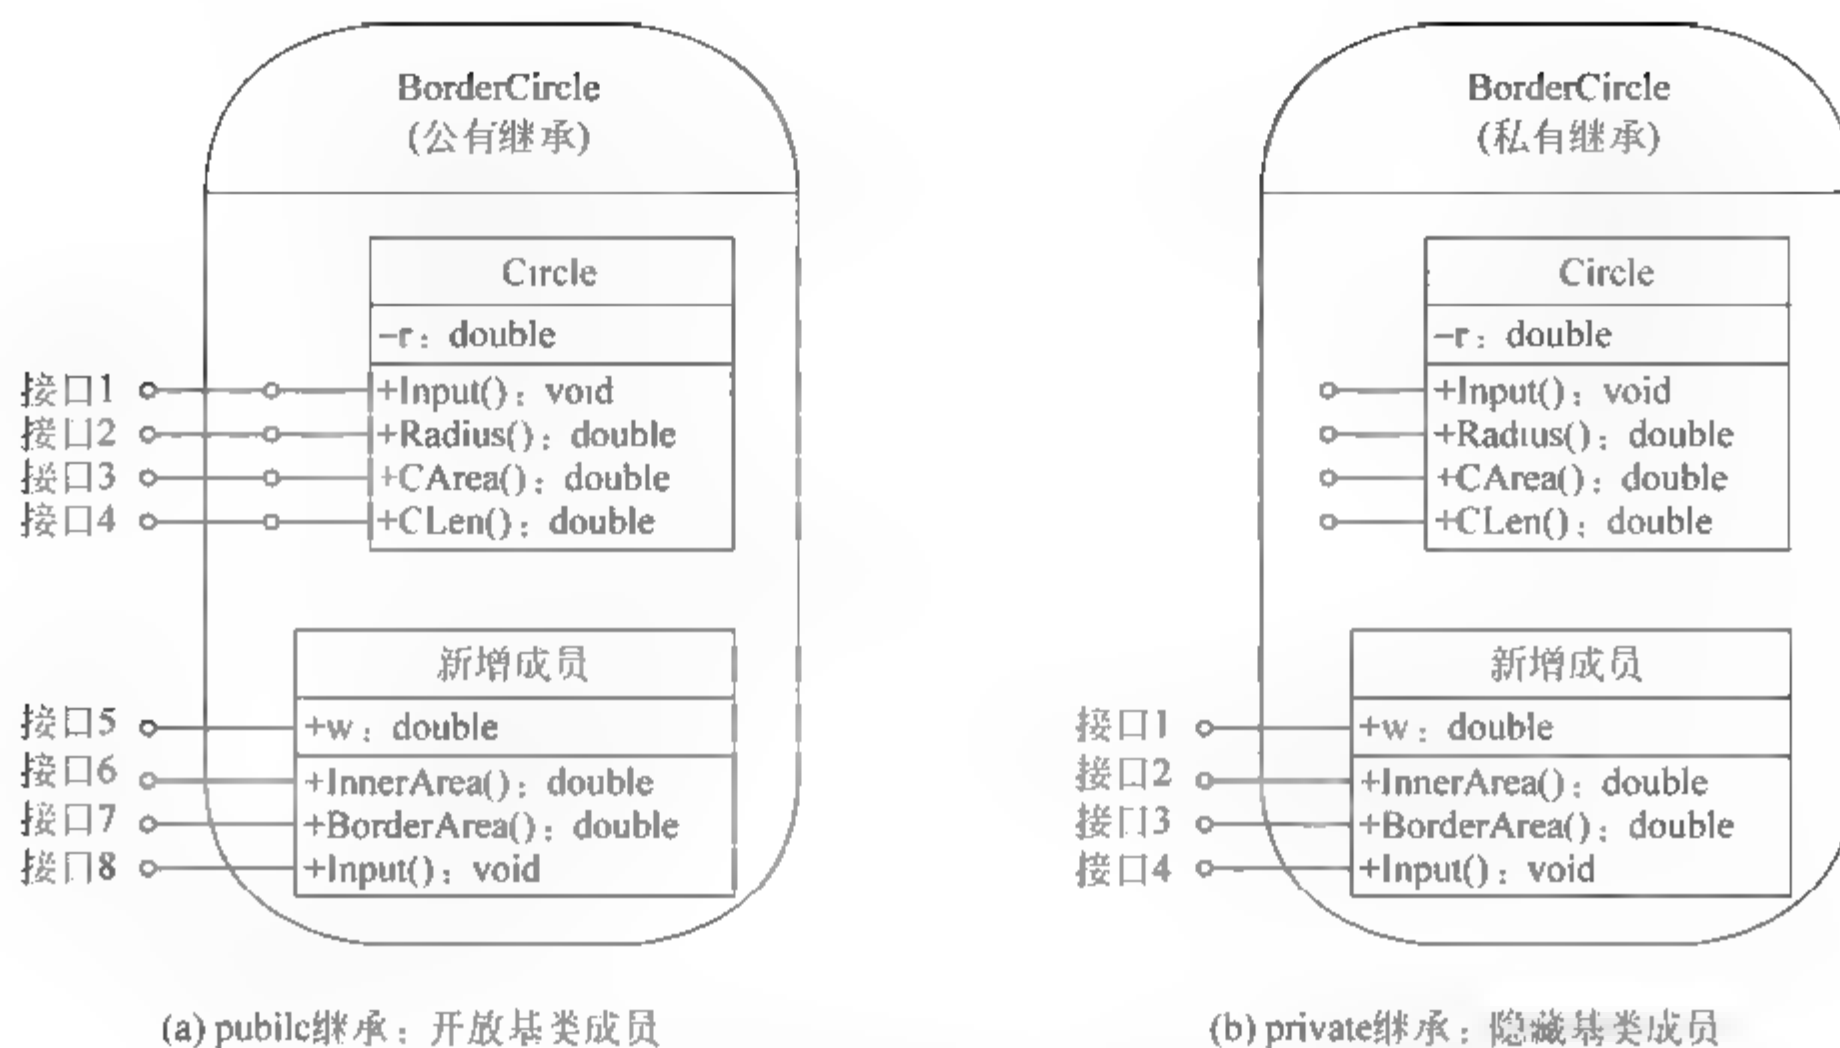 BorderCircle
(公有继承)
Circle
–r：double
接口1 +Input()：void
接口2 +Radius()：double
接口3 +CArea()：double
接口4 +CLen()：double
新增成员
接口5 +w：double
接口6 +InnerArea()：double
接口7 +BorderArea()：double
接口8 +Input()：void
(a) pubilc继承：开放基类成员
BorderCircle
(私有继承)
Circle
–r：double
+Input()：void
+Radius()：double
+CArea()：double
+CLen()：double
新增成员
接口1 +w：double
接口2 +InnerArea()：double
接口3 +BorderArea()：double
接口4 +Input()：void
(b) private继承：隐藏基类成员